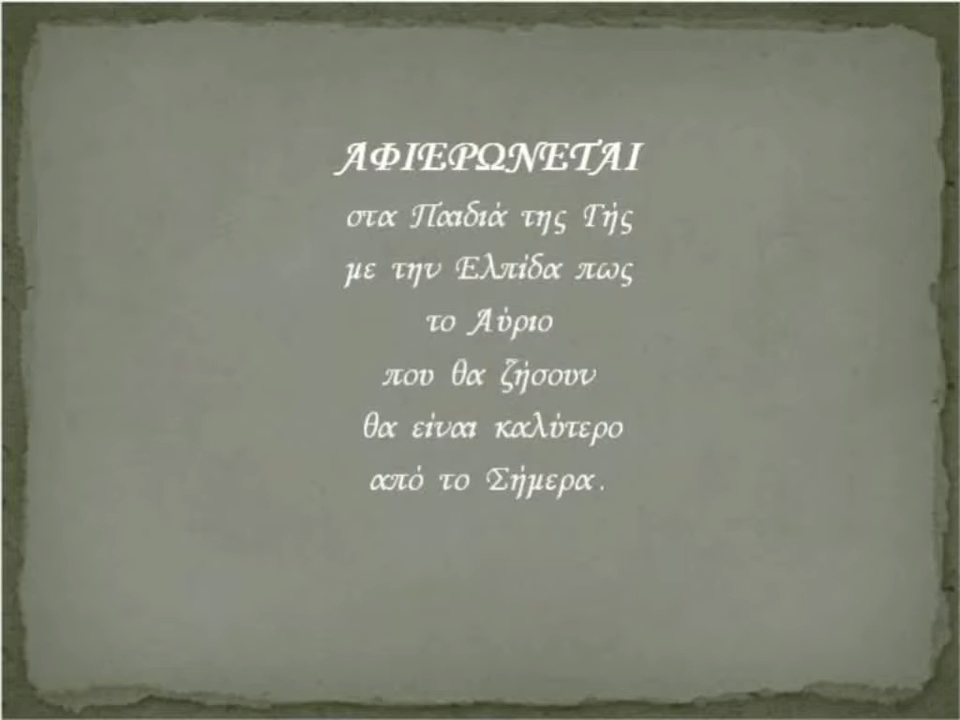 ΑΦΙΕΡΩΝΕΤΑΙ
στα Παιδιά της Γής
με την Ελπίδα πως
το Αύριο
που θα ζήσουν
θα είναι καλύτερο
από το Σήμερα.